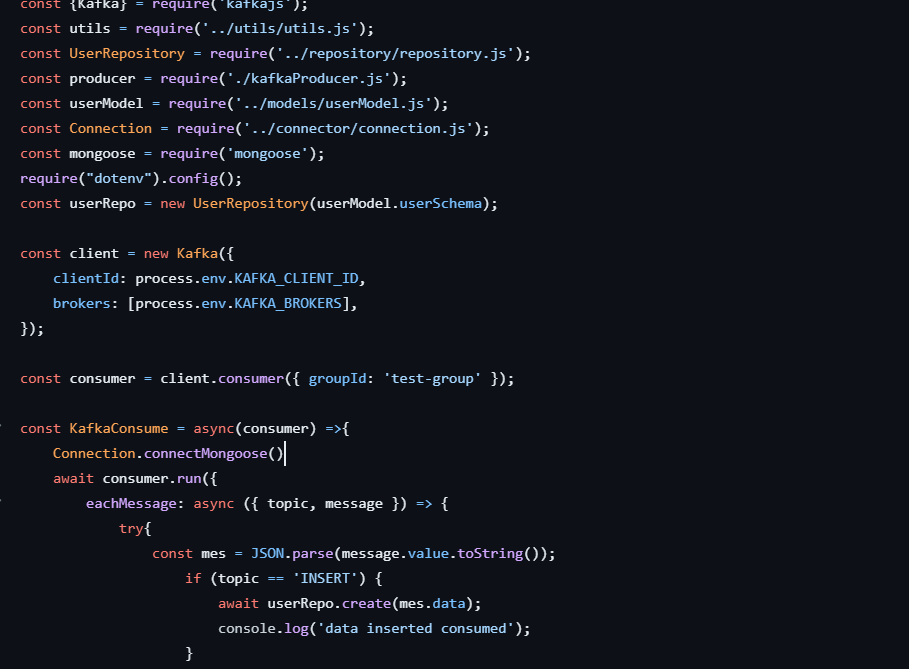 const {Kafka} = require('kafkajs');
const utils = require('../utils/utils.js');
const UserRepository = require('../repository/repository.js');
const producer = require('./kafkaProducer.js');
const userModel = require('../models/userModel.js');
const Connection = require('../connector/connection.js');
const mongoose = require('mongoose');
require("dotenv").config();
const userRepo = new UserRepository(userModel.userSchema);
const client = new Kafka({
    clientId: process.env.KAFKA_CLIENT_ID,
    brokers: [process.env.KAFKA_BROKERS],
});
const consumer = client.consumer({ groupId: 'test-group' });
const KafkaConsume = async(consumer) =>{
    Connection.connectMongoose()
    await consumer.run({
        eachMessage: async ({ topic, message }) => {
            try{
                const mes = JSON.parse(message.value.toString());
                    if (topic == 'INSERT') {
                        await userRepo.create(mes.data);
                        console.log('data inserted consumed');
                    }